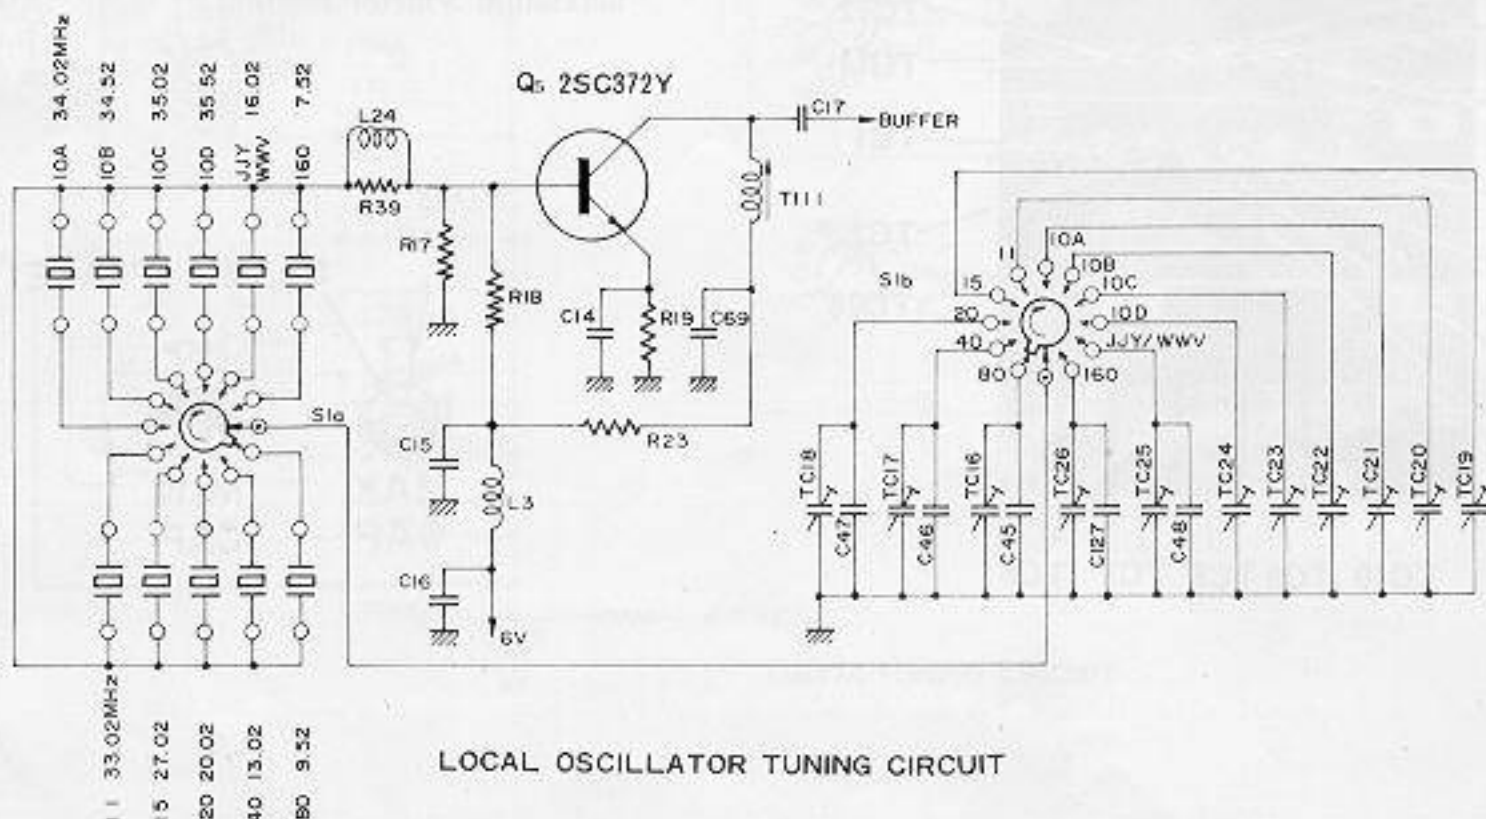 34.02MHz
34.52
35.02
35.52
16.02
7.52
10A
10B
10C
10D
JJY
WWV
160
L24
R39
Q5 2SC372Y
C17
BUFFER
T111
R17
R18
C14
R19
C69
S1a
C15
R23
L3
C16
6V
S1b
11
10A
10B
10C
15
20
10D
40
JJY/WWV
80
160
TC18
C47
TC17
C46
TC16
C45
TC26
C127
TC25
C48
TC24
TC23
TC22
TC21
TC20
TC19
11 33.02MHz
15 27.02
20 20.02
40 13.02
80 9.52
LOCAL OSCILLATOR TUNING CIRCUIT